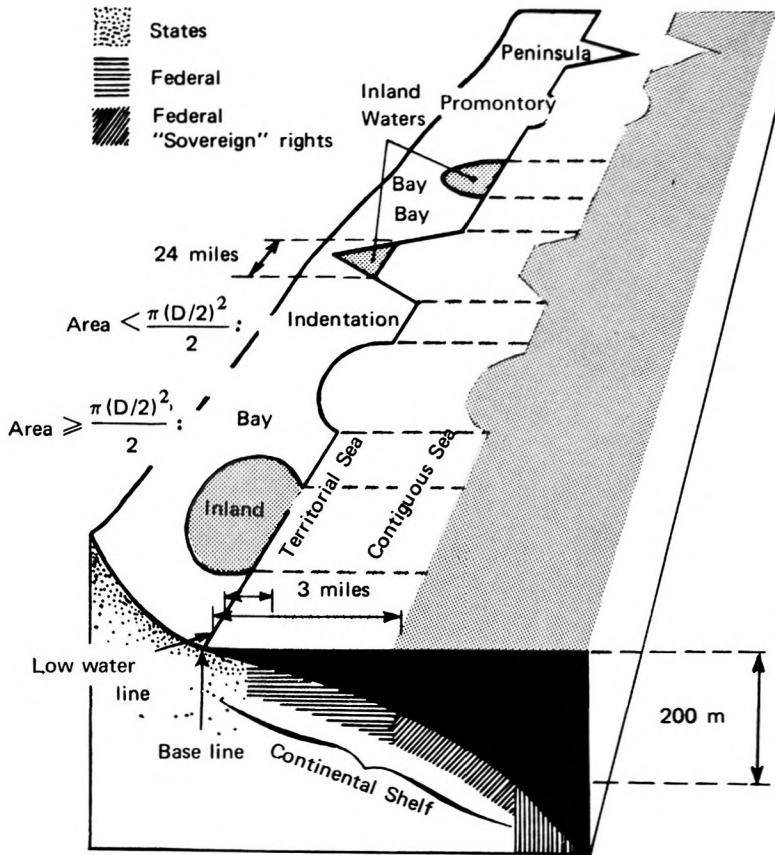 States
Federal
Federal
"Sovereign" rights
Peninsula
Inland
Waters
Promontory
Bay
Bay
24 miles
Area < π(D/2)² / 2 :
Indentation
Area ⩾ π(D/2)² / 2 :
Bay
Inland
Territorial Sea
Contiguous Sea
3 miles
Low water
line
Base line
Continental Shelf
200 m